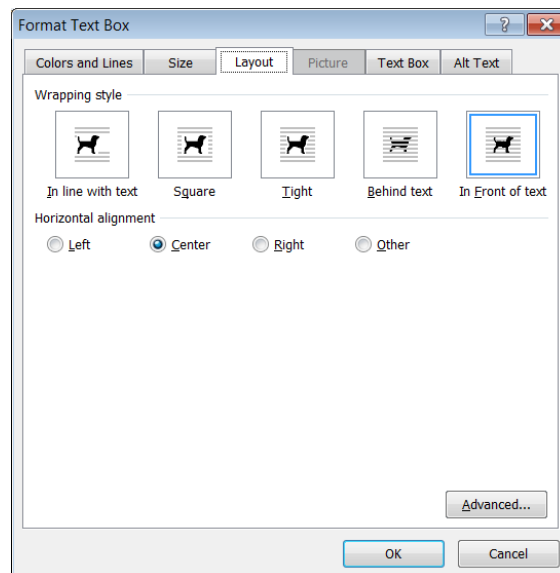 Format Text Box
Colors and Lines Size Layout Picture Text Box Alt Text
Wrapping style
In line with text Square Tight Behind text In Front of text
Horizontal alignment
Left Center Right Other
Advanced...
OK Cancel